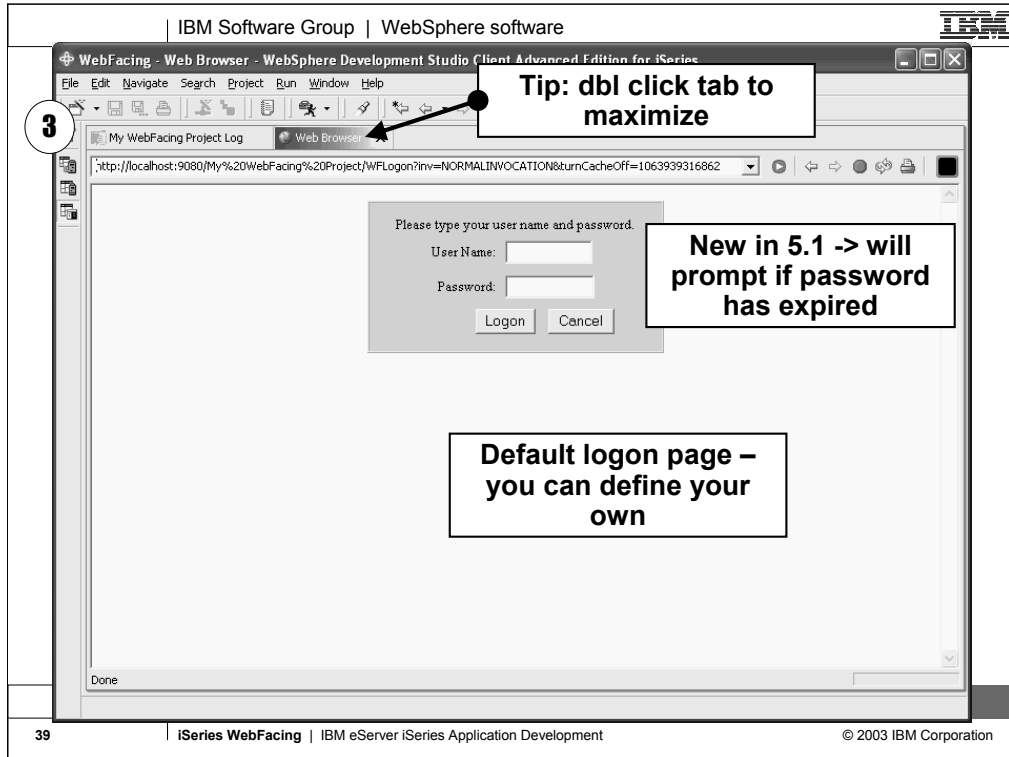 IBM Software Group | WebSphere software
IBM
WebFacing - Web Browser - WebSphere Development Studio Client Advanced Edition for iSeries
File Edit Navigate Search Project Run Window Help
Tip: dbl click tab to
maximize
3
My WebFacing Project Log
Web Browser
http://localhost:9080/My%20WebFacing%20Project/WFLogon?inv=NORMALINVOCATION&turnCacheOff=1063939316862
Please type your user name and password.
User Name:
Password:
Logon
Cancel
New in 5.1 -> will
prompt if password
has expired
Default logon page –
you can define your
own
Done
39
iSeries WebFacing | IBM eServer iSeries Application Development
© 2003 IBM Corporation